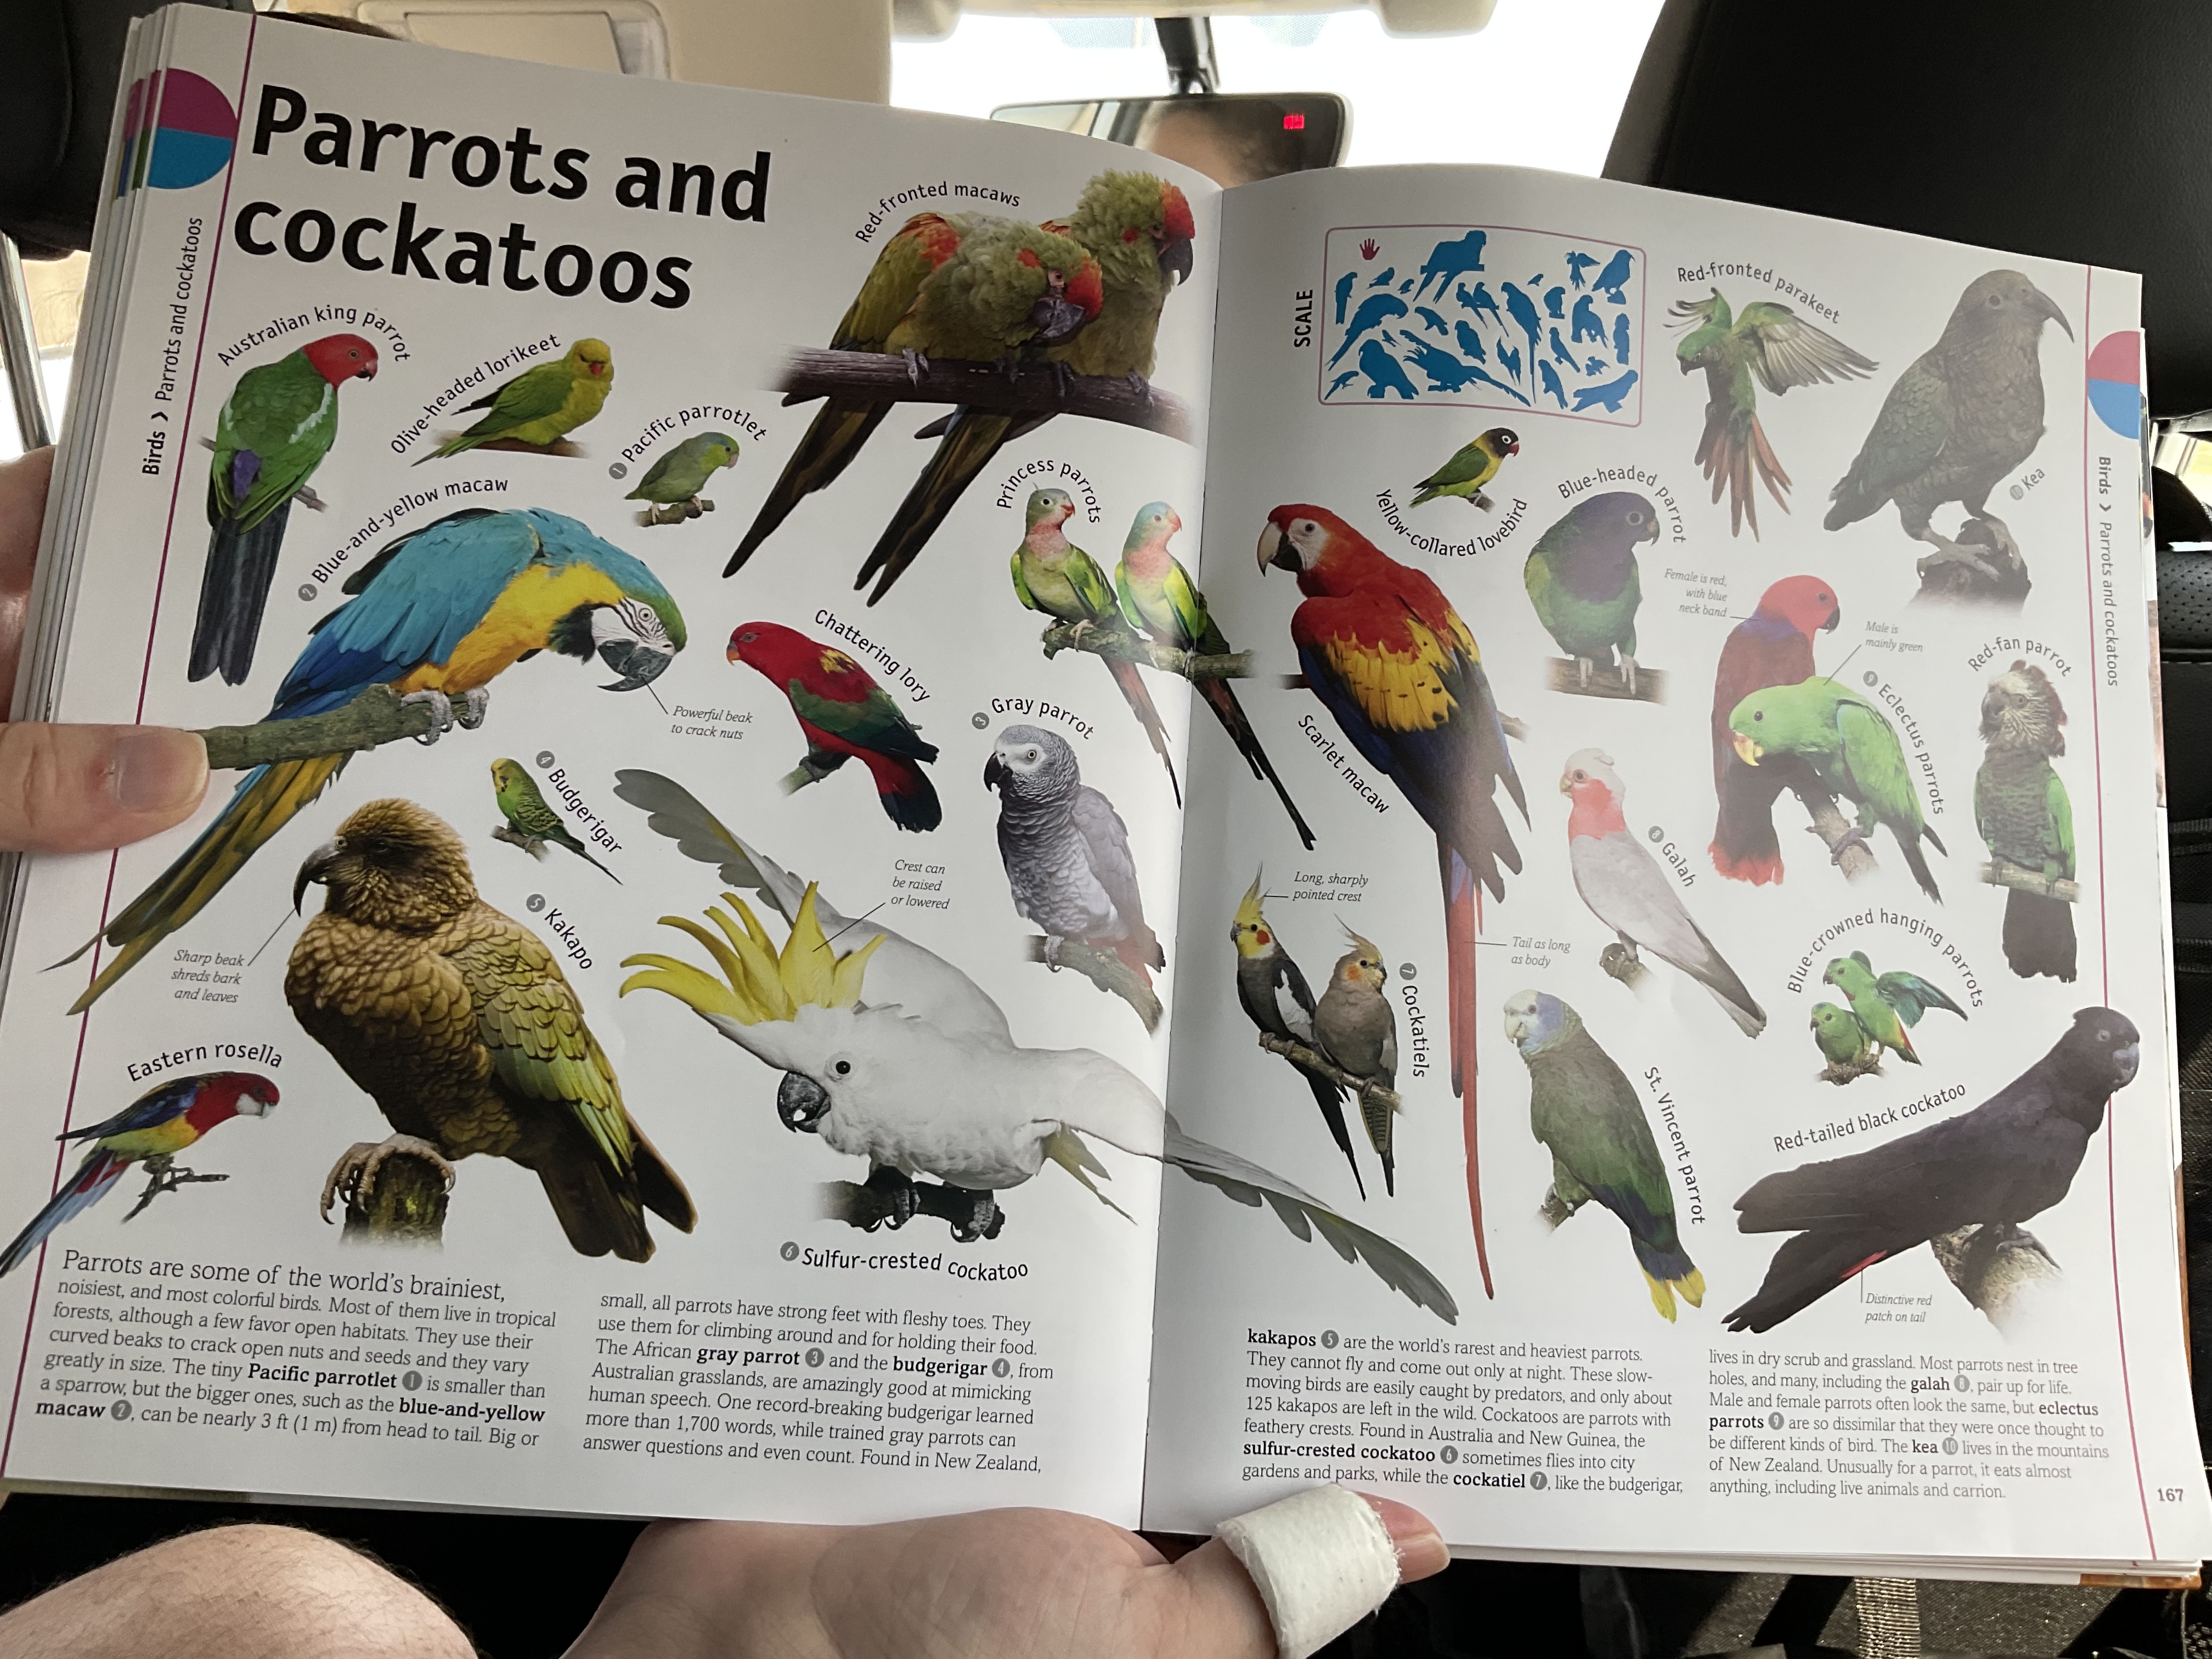 Parrots and
cockatoos
Birds > Parrots and cockatoos
Australian king parrot
Olive-headed lorikeet
1 Pacific parrotlet
Red-fronted macaws
2 Blue-and-yellow macaw
Powerful beak
to crack nuts
Chattering lory
Princess parrots
3 Gray parrot
4 Budgerigar
5 Kakapo
Sharp beak
shreds bark
and leaves
Crest can
be raised
or lowered
Eastern rosella
6 Sulfur-crested cockatoo
Parrots are some of the world's brainiest,
noisiest, and most colorful birds. Most of them live in tropical
forests, although a few favor open habitats. They use their
curved beaks to crack open nuts and seeds and they vary
greatly in size. The tiny Pacific parrotlet 1 is smaller than
a sparrow, but the bigger ones, such as the blue-and-yellow
macaw 2, can be nearly 3 ft (1 m) from head to tail. Big or
small, all parrots have strong feet with fleshy toes. They
use them for climbing around and for holding their food.
The African gray parrot 3 and the budgerigar 4, from
Australian grasslands, are amazingly good at mimicking
human speech. One record-breaking budgerigar learned
more than 1,700 words, while trained gray parrots can
answer questions and even count. Found in New Zealand,
SCALE
Red-fronted parakeet
10 Kea
Yellow-collared lovebird
Blue-headed parrot
Scarlet macaw
Female is red,
with blue
neck band
Male is
mainly green
9 Eclectus parrots
Red-fan parrot
8 Galah
Long, sharply
pointed crest
7 Cockatiels
Tail as long
as body
Blue-crowned hanging parrots
St. Vincent parrot
Red-tailed black cockatoo
Distinctive red
patch on tail
Birds > Parrots and cockatoos
kakapos 5 are the world's rarest and heaviest parrots.
They cannot fly and come out only at night. These slow-
moving birds are easily caught by predators, and only about
125 kakapos are left in the wild. Cockatoos are parrots with
feathery crests. Found in Australia and New Guinea, the
sulfur-crested cockatoo 6 sometimes flies into city
gardens and parks, while the cockatiel 7, like the budgerigar,
lives in dry scrub and grassland. Most parrots nest in tree
holes, and many, including the galah 8, pair up for life.
Male and female parrots often look the same, but eclectus
parrots 9 are so dissimilar that they were once thought to
be different kinds of bird. The kea 10 lives in the mountains
of New Zealand. Unusually for a parrot, it eats almost
anything, including live animals and carrion.
167